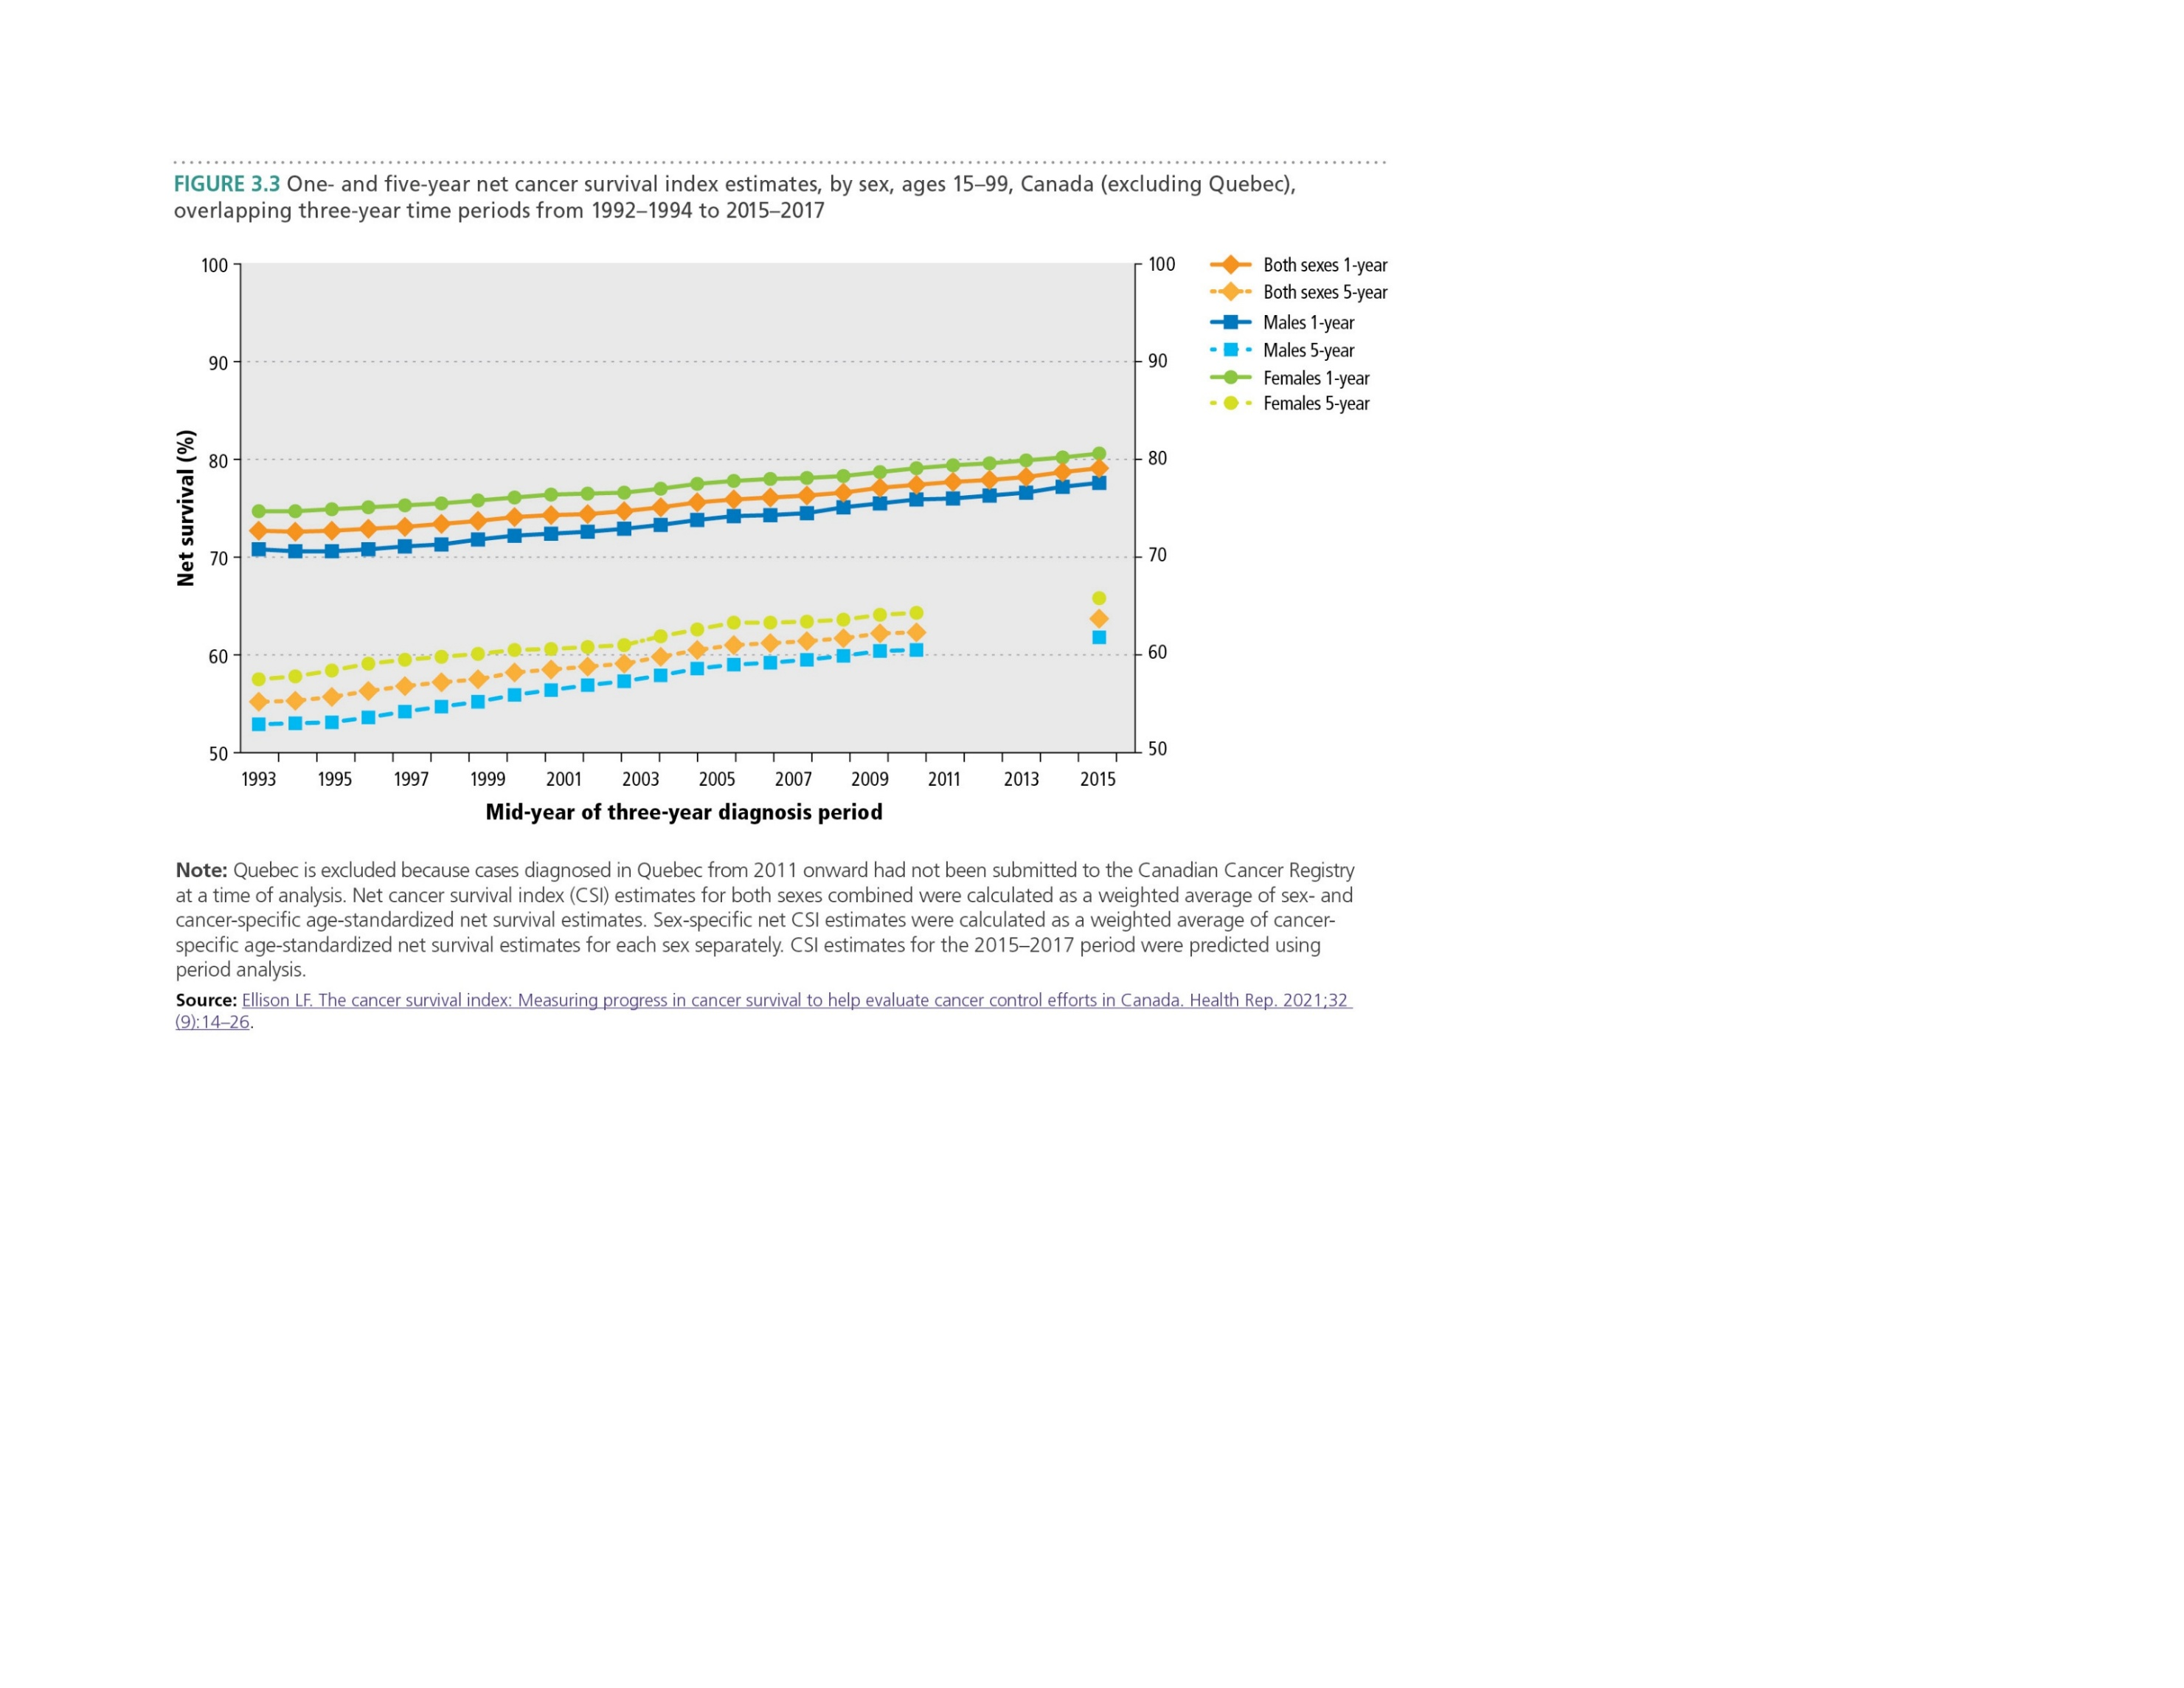 FIGURE 3.3 One- and five-year net cancer survival index estimates, by sex, ages 15–99, Canada (excluding Quebec),
overlapping three-year time periods from 1992–1994 to 2015–2017
Net survival (%)
100
90
80
70
60
50
100
90
80
70
60
50
Both sexes 1-year
Both sexes 5-year
Males 1-year
Males 5-year
Females 1-year
Females 5-year
1993 1995 1997 1999 2001 2003 2005 2007 2009 2011 2013 2015
Mid-year of three-year diagnosis period
Note: Quebec is excluded because cases diagnosed in Quebec from 2011 onward had not been submitted to the Canadian Cancer Registry
at a time of analysis. Net cancer survival index (CSI) estimates for both sexes combined were calculated as a weighted average of sex- and
cancer-specific age-standardized net survival estimates. Sex-specific net CSI estimates were calculated as a weighted average of cancer-
specific age-standardized net survival estimates for each sex separately. CSI estimates for the 2015–2017 period were predicted using
period analysis.
Source: Ellison LF. The cancer survival index: Measuring progress in cancer survival to help evaluate cancer control efforts in Canada. Health Rep. 2021;32
(9):14–26.